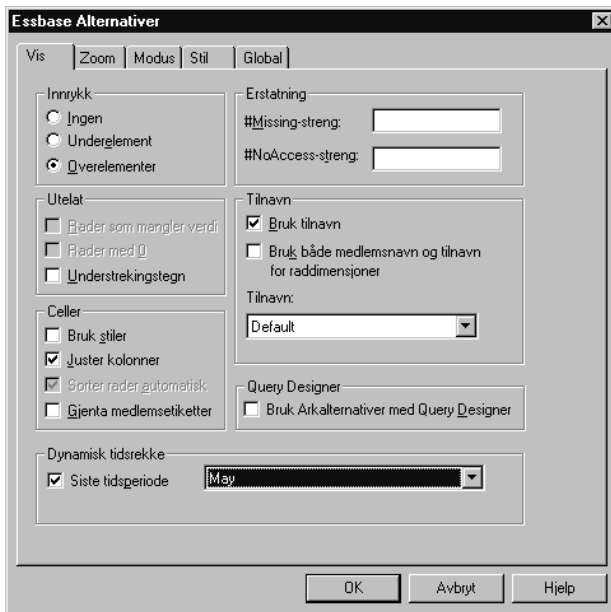 Essbase Alternativer
Vis Zoom Modus Stil Global
Innrykk
Ingen
Underelement
Overelementer
Erstatning
#Missing-streng:
#NoAccess-streng:
Utelat
Rader som mangler verdi
Rader med 0
Understrekingstegn
Tilnavn
Bruk tilnavn
Bruk både medlemsnavn og tilnavn
for raddimensjoner
Tilnavn:
Default
Celler
Bruk stiler
Juster kolonner
Sorter rader automatisk
Gjenta medlemsetiketter
Query Designer
Bruk Arkalternativer med Query Designer
Dynamisk tidsrekke
Siste tidsperiode May
OK Avbryt Hjelp